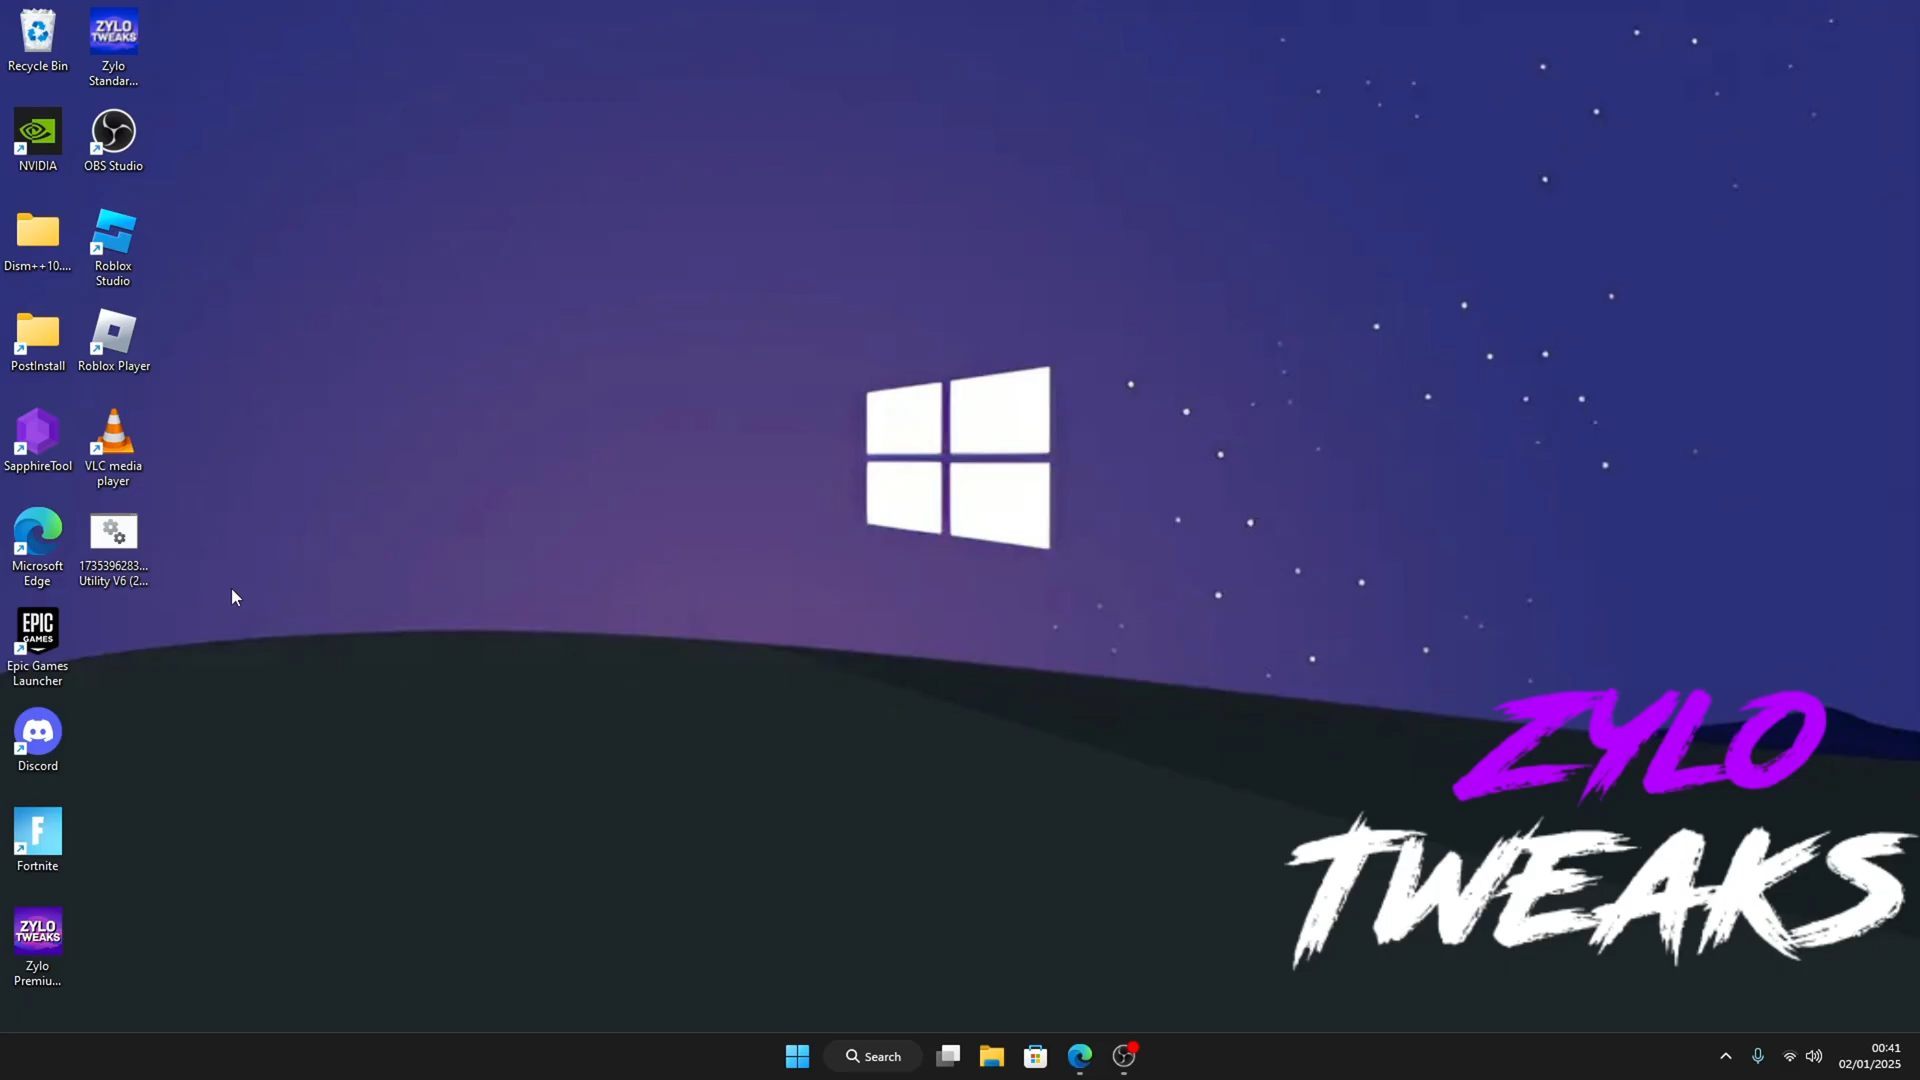 Recycle Bin
ZYLO
TWEAKS
Zylo
Standar...
NVIDIA
OBS Studio
Dism++10....
Roblox
Studio
PostInstall
Roblox Player
SapphireTool
VLC media
player
Microsoft
Edge
1735396283...
Utility V6 (2...
EPIC
GAMES
Epic Games
Launcher
Discord
F
Fortnite
ZYLO
TWEAKS
Zylo
Premiu...
ZYLO
TWEAKS
Search
00:41
02/01/2025